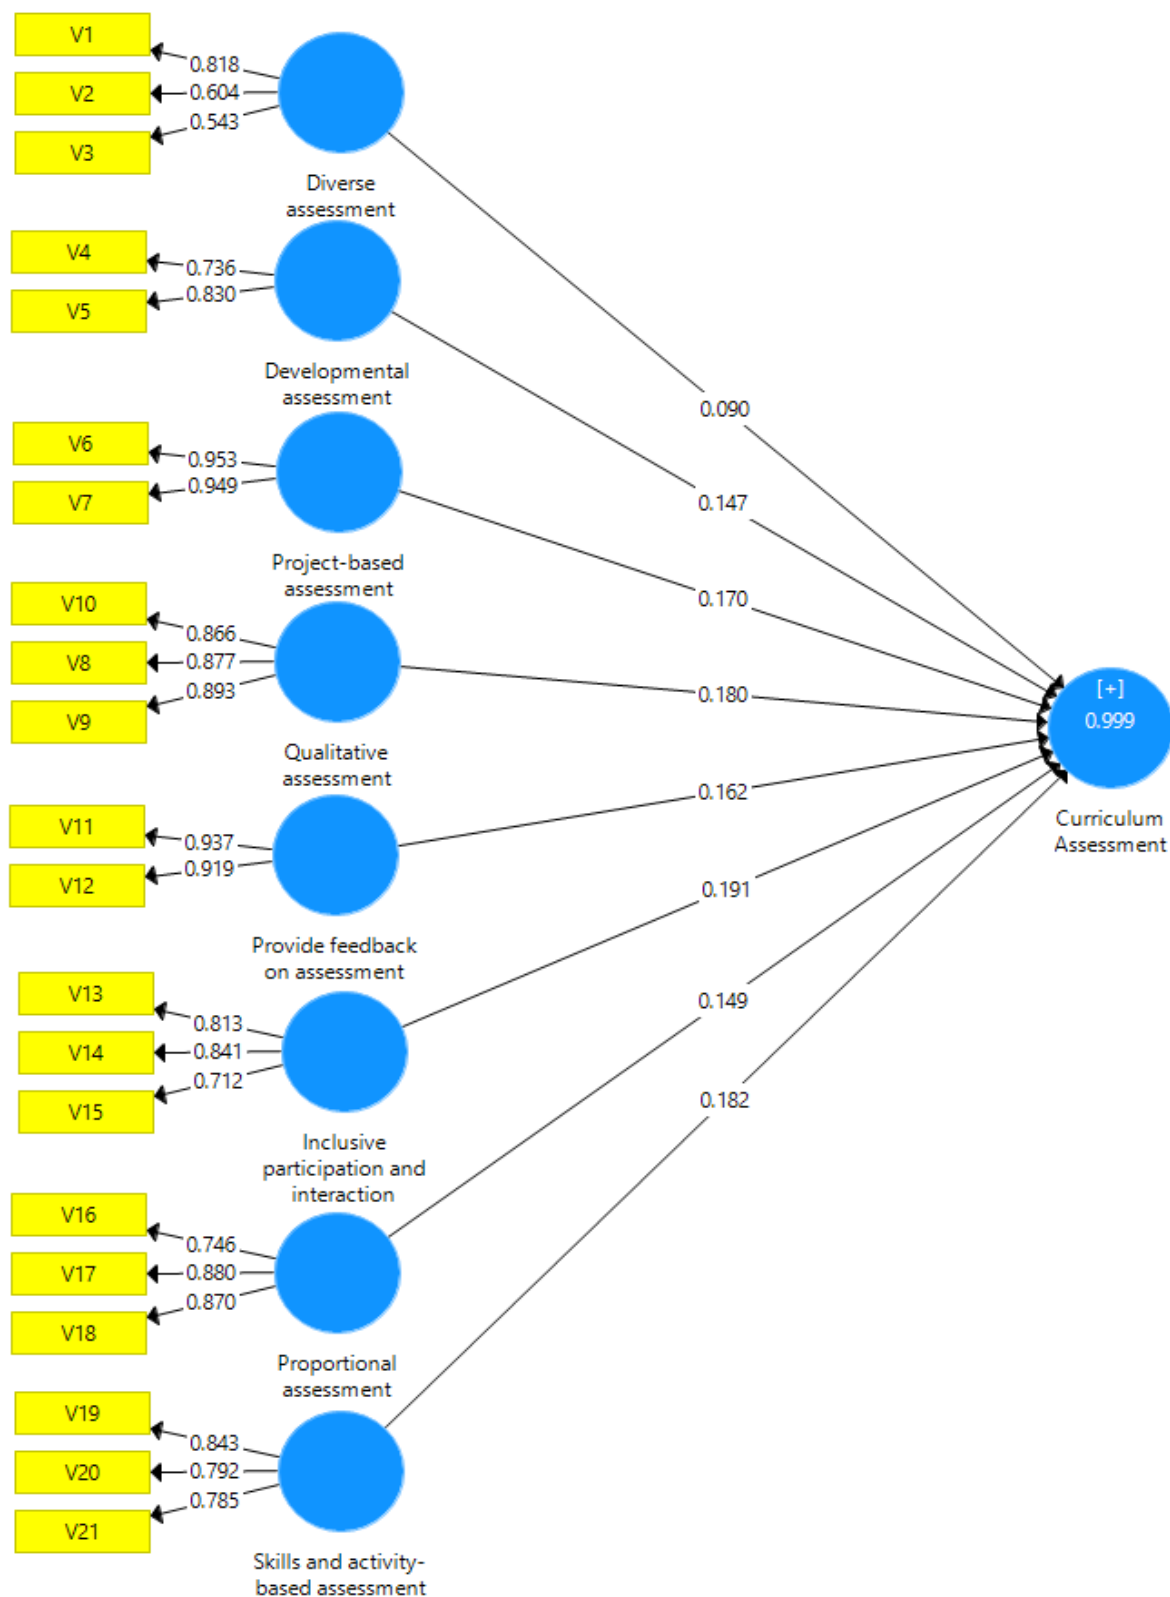 V1
0.818
V2
0.604
0.543
V3
Diverse
assessment
V4
0.736
0.830
V5
Developmental
assessment
0.090
V6
0.953
0.949
V7
0.147
Project-based
assessment
0.170
V10
0.866
V8
0.877
0.893
V9
0.180
Qualitative
assessment
[+]
0.999
Curriculum
Assessment
V11
0.937
0.919
V12
0.162
Provide feedback
on assessment
0.191
V13
0.813
V14
0.841
0.712
V15
0.149
Inclusive
participation and
interaction
0.182
V16
0.746
V17
0.880
0.870
V18
Proportional
assessment
V19
0.843
V20
0.792
0.785
V21
Skills and activity-
based assessment